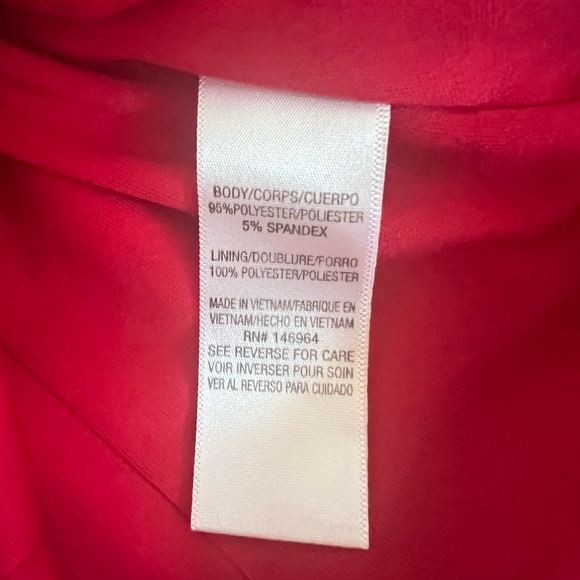 BODY/CORPS/CUERPO
95%POLYESTER/POLIESTER
5% SPANDEX
LINING/DOUBLURE/FORRO
100% POLYESTER/POLIESTER
MADE IN VIETNAM/FABRIQUE EN
VIETNAM/HECHO EN VIETNAM
RN# 146964
SEE REVERSE FOR CARE
VOIR INVERSER POUR SOIN
VER AL REVERSO PARA CUIDADO